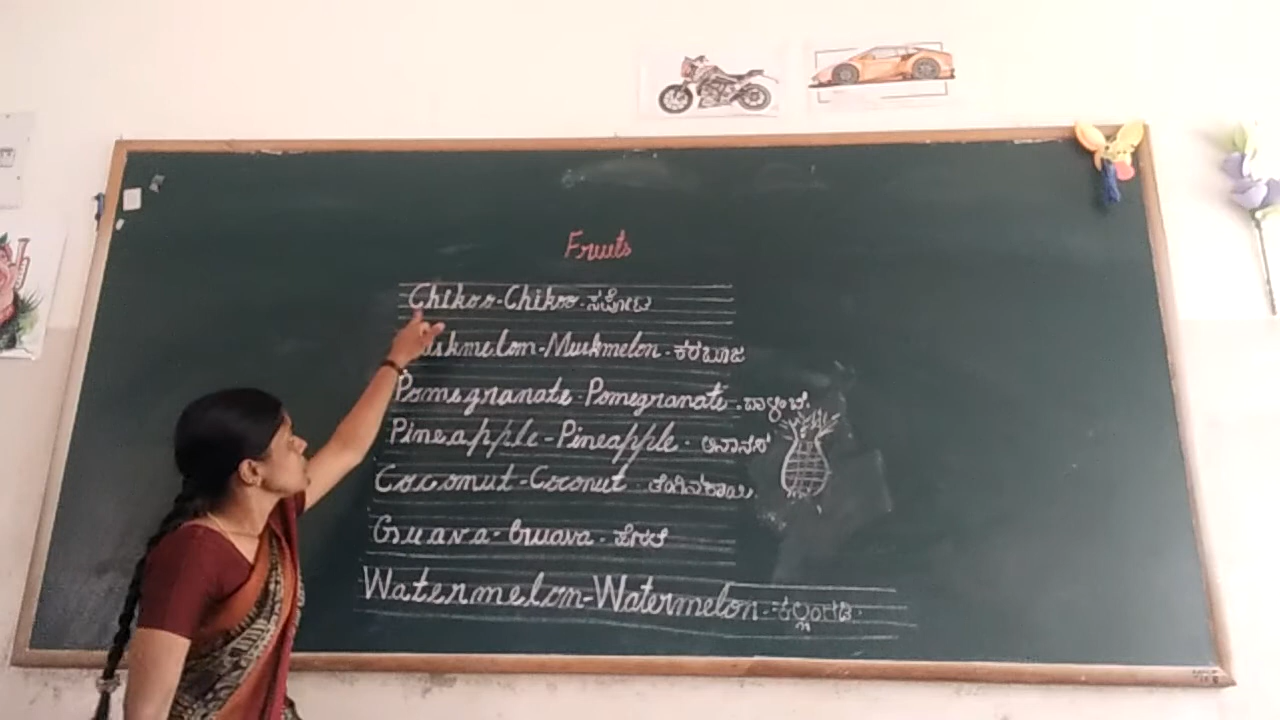 Fruits
Chikoo-Chikoo-ಸಪೋಟ
Muskmelon-Muskmelon-ಕರಬೂಜ
Pomegranate-Pomegranate-ದಾಳಿಂಬೆ.
Pineapple-Pineapple-ಅನಾನಸ್
Coconut-Coconut-ತೆಂಗಿನಕಾಯಿ.
Guava-Guava-ಪೇರಲೆ
Watermelon-Watermelon-ಕಲ್ಲಂಗಡಿ.